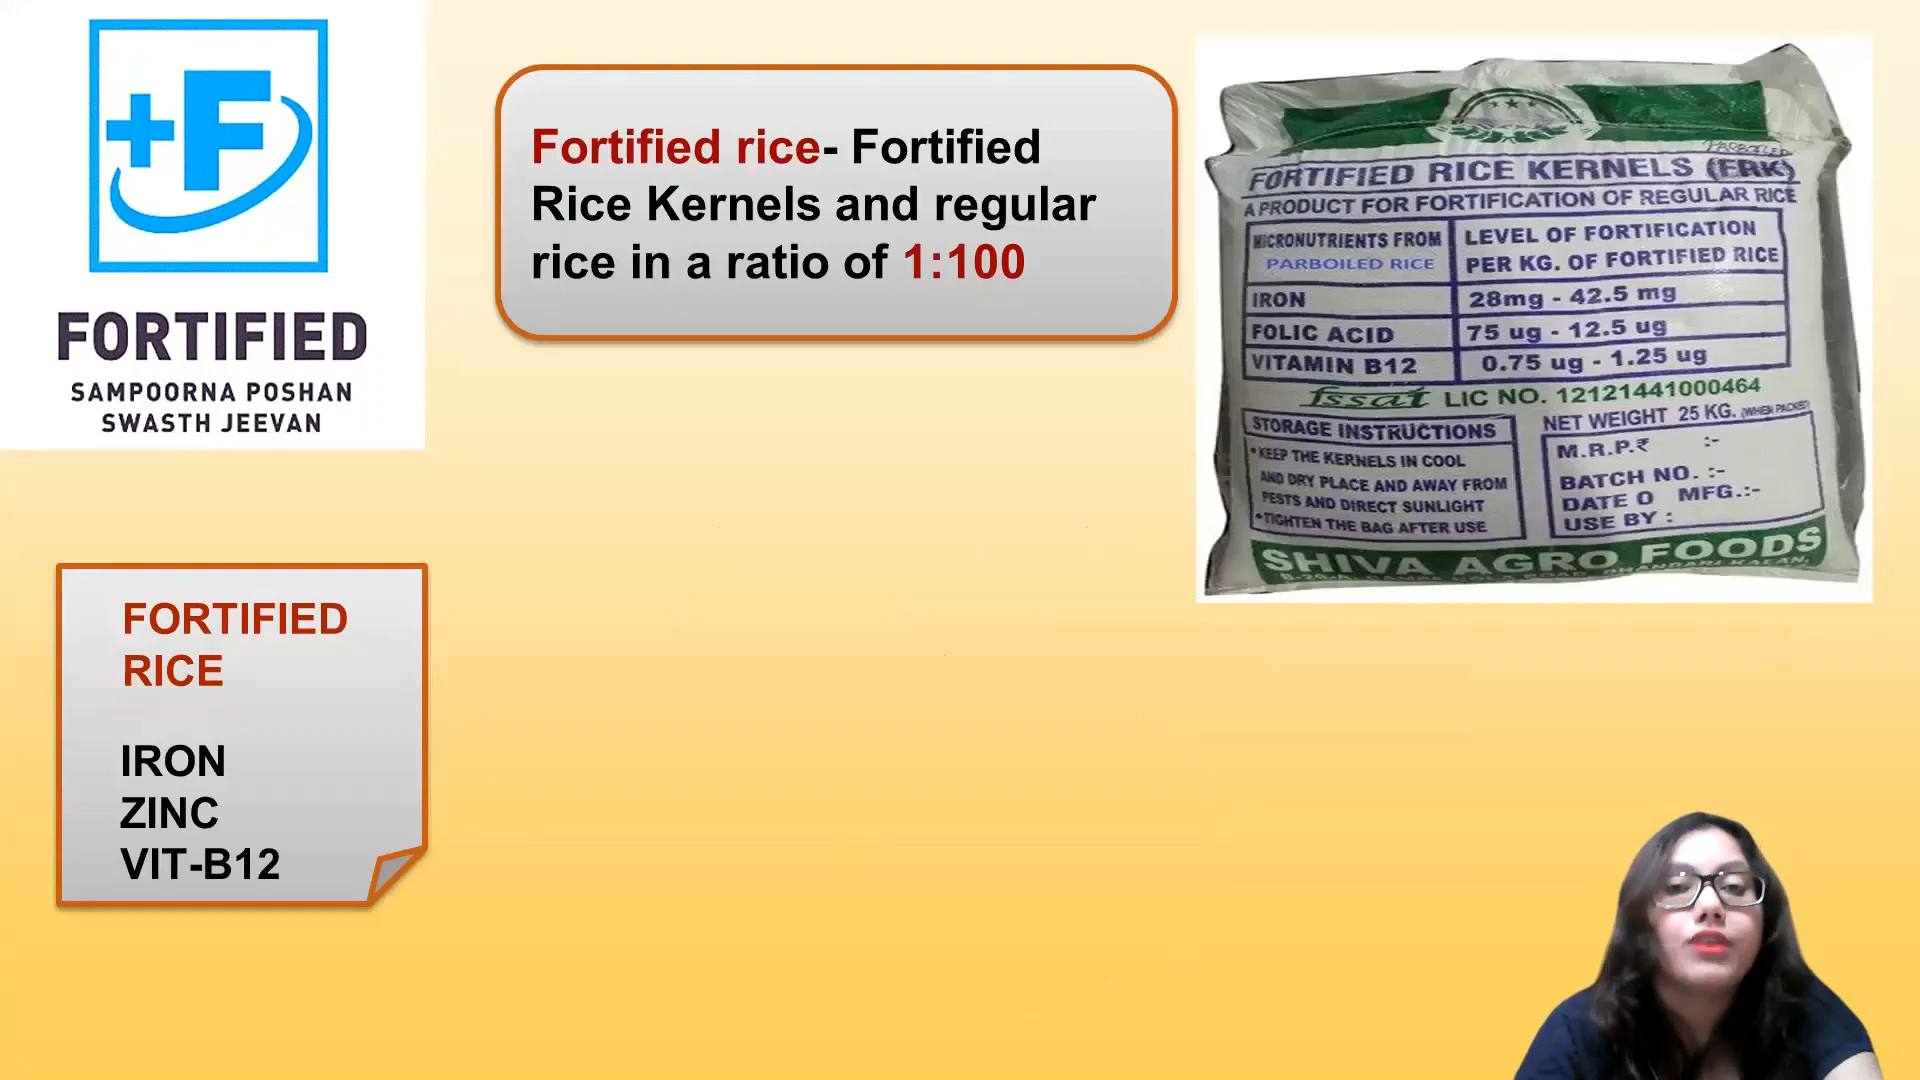 +F
FORTIFIED
SAMPOORNA POSHAN
SWASTH JEEVAN
Fortified rice- Fortified
Rice Kernels and regular
rice in a ratio of 1:100
PARBOILED
FORTIFIED RICE KERNELS (FRK)
A PRODUCT FOR FORTIFICATION OF REGULAR RICE
MICRONUTRIENTS FROM
PARBOILED RICE
LEVEL OF FORTIFICATION
PER KG. OF FORTIFIED RICE
IRON 28mg - 42.5 mg
FOLIC ACID 75 ug - 12.5 ug
VITAMIN B12 0.75 ug - 1.25 ug
fssai LIC NO. 12121441000464
NET WEIGHT 25 KG. (WHEN PACKED)
STORAGE INSTRUCTIONS
• KEEP THE KERNELS IN COOL
AND DRY PLACE AND AWAY FROM
PESTS AND DIRECT SUNLIGHT
• TIGHTEN THE BAG AFTER USE
M.R.P.₹ :-
BATCH NO. :-
DATE O MFG.:-
USE BY :
SHIVA AGRO FOODS
FORTIFIED
RICE
IRON
ZINC
VIT-B12